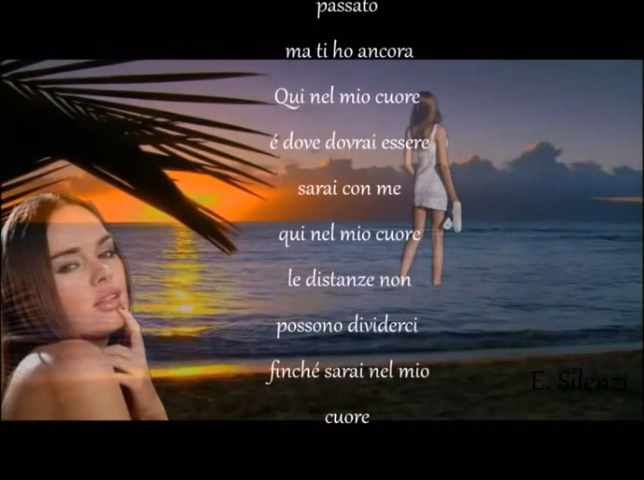 passato
ma ti ho ancora
Qui nel mio cuore
é dove dovrai essere
sarai con me
qui nel mio cuore
le distanze non
possono dividerci
finché sarai nel mio
cuore
E. Silenzi